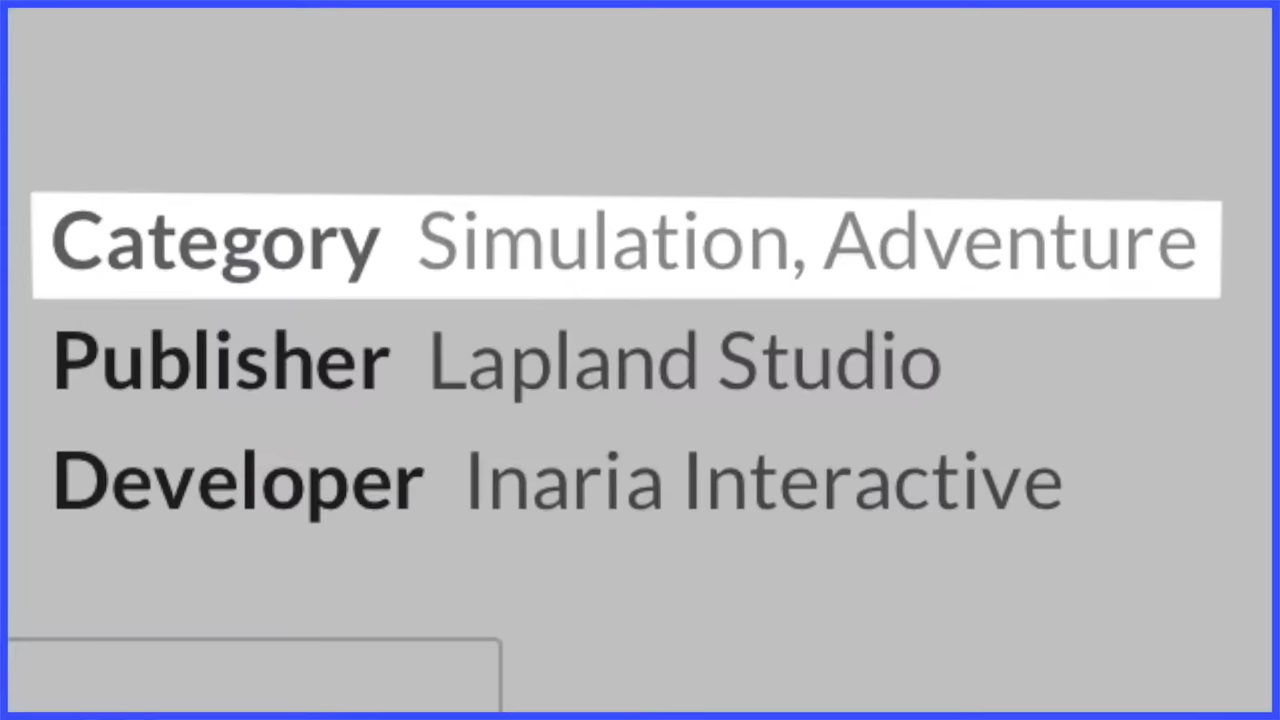 Category Simulation, Adventure
Publisher Lapland Studio
Developer Inaria Interactive